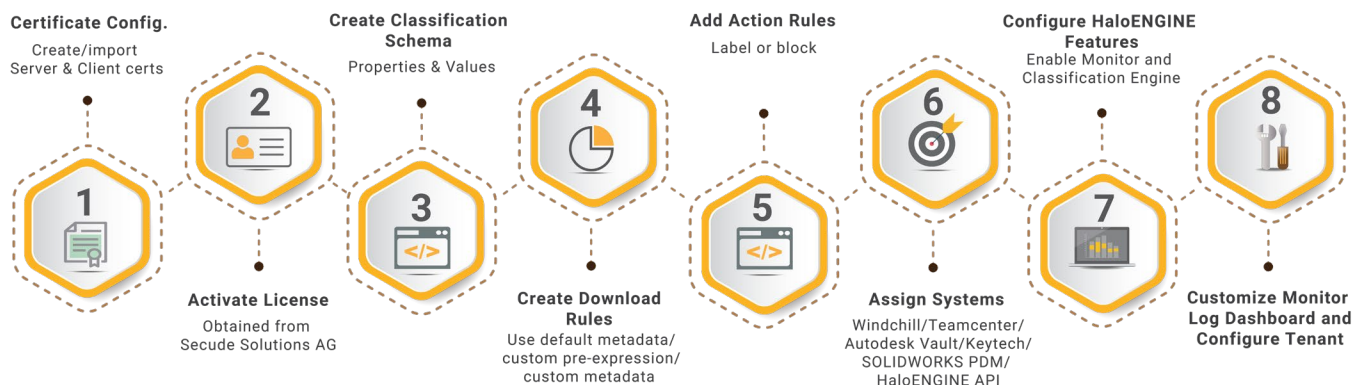 Certificate Config.
Create/import
Server & Client certs
1
2
Activate License
Obtained from
Secude Solutions AG
Create Classification
Schema
Properties & Values
3
</>
4
Create Download
Rules
Use default metadata/
custom pre-expression/
custom metadata
Add Action Rules
Label or block
5
</>
6
Assign Systems
Windchill/Teamcenter/
Autodesk Vault/Keytech/
SOLIDWORKS PDM/
HaloENGINE API
Configure HaloENGINE
Features
Enable Monitor and
Classification Engine
7
8
Customize Monitor
Log Dashboard and
Configure Tenant